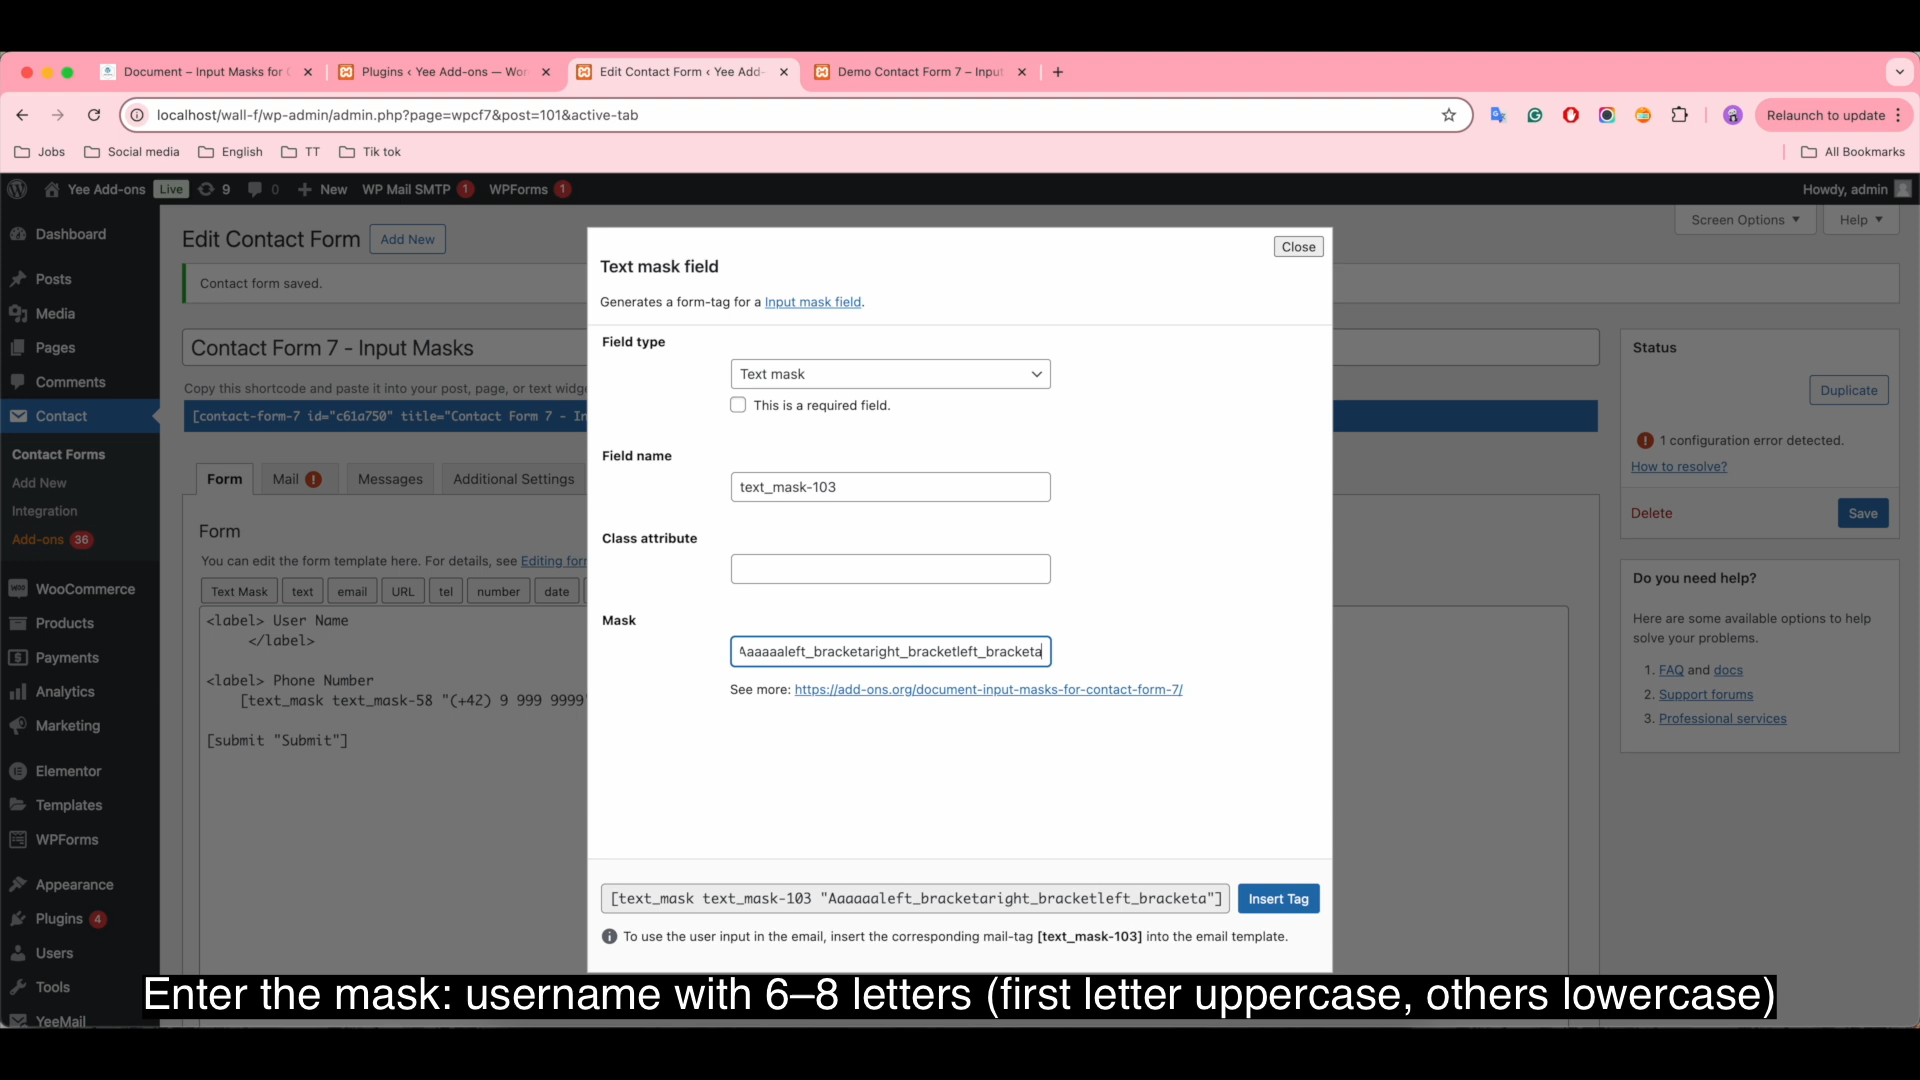 Document – Input Masks for
Plugins ‹ Yee Add-ons — Wor
Edit Contact Form ‹ Yee Add-
Demo Contact Form 7 – Input
localhost/wall-f/wp-admin/admin.php?page=wpcf7&post=101&active-tab
Relaunch to update
Jobs
Social media
English
TT
Tik tok
All Bookmarks
Yee Add-ons
Live
9
0
New
WP Mail SMTP 1
WPForms 1
Howdy, admin
Dashboard
Posts
Media
Pages
Comments
Contact
Contact Forms
Add New
Integration
Add-ons 36
WooCommerce
Products
Payments
Analytics
Marketing
Elementor
Templates
WPForms
Appearance
Plugins 4
Users
Tools
YeeMail
Screen Options
Help
Edit Contact Form
Add New
Contact form saved.
Contact Form 7 - Input Masks
Copy this shortcode and paste it into your post, page, or text widge
[contact-form-7 id="c61a750" title="Contact Form 7 - In
Form
Mail
Messages
Additional Settings
Form
You can edit the form template here. For details, see Editing for
Text Mask
text
email
URL
tel
number
date
<label> User Name
</label>
<label> Phone Number
[text_mask text_mask-58 "(+42) 9 999 9999"
[submit "Submit"]
Close
Text mask field
Generates a form-tag for a Input mask field.
Field type
Text mask
This is a required field.
Field name
text_mask-103
Class attribute
Mask
Aaaaaaleft_bracketaright_bracketleft_bracketa
See more: https://add-ons.org/document-input-masks-for-contact-form-7/
[text_mask text_mask-103 "Aaaaaaleft_bracketaright_bracketleft_bracketa"]
Insert Tag
To use the user input in the email, insert the corresponding mail-tag [text_mask-103] into the email template.
Status
Duplicate
1 configuration error detected.
How to resolve?
Delete
Save
Do you need help?
Here are some available options to help
solve your problems.
1. FAQ and docs
2. Support forums
3. Professional services
Enter the mask: username with 6–8 letters (first letter uppercase, others lowercase)